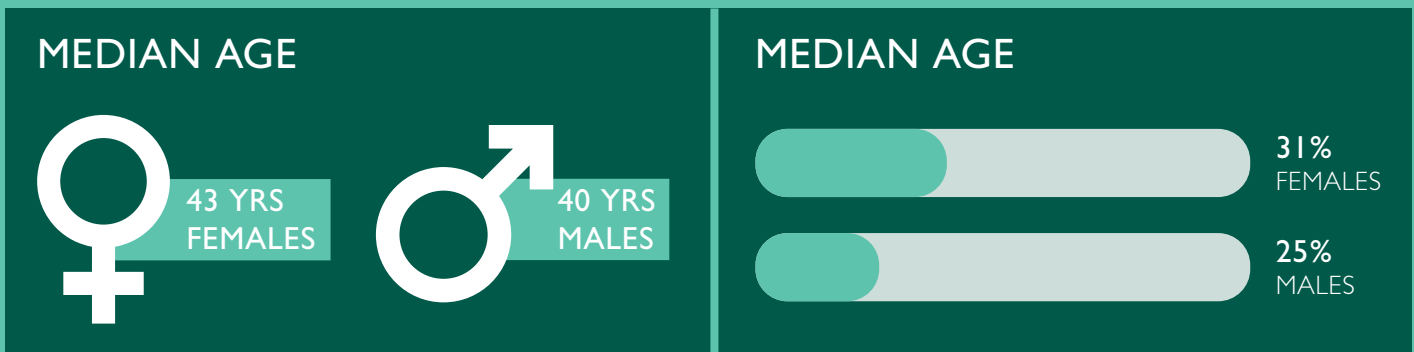 MEDIAN AGE
43 YRS
FEMALES
40 YRS
MALES
MEDIAN AGE
31%
FEMALES
25%
MALES